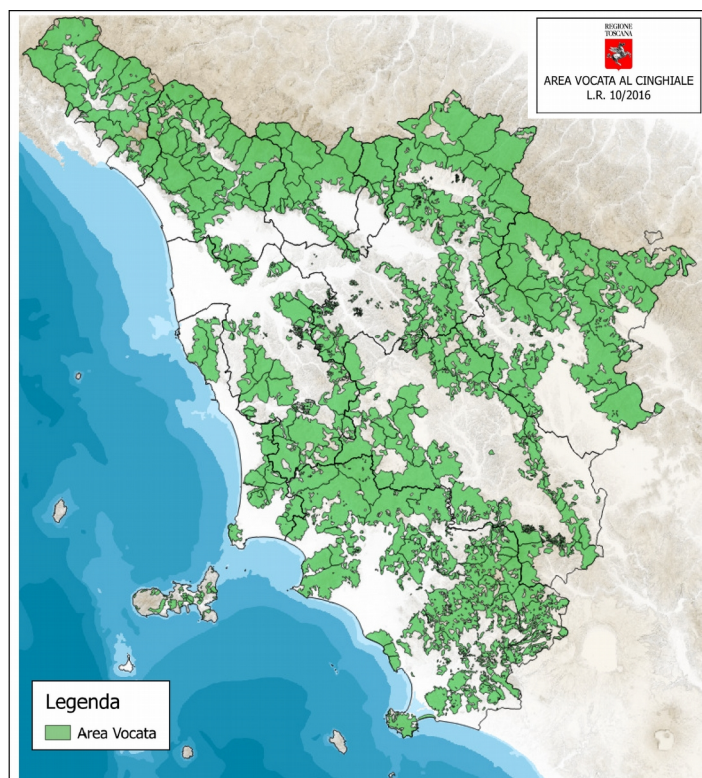 REGIONE
TOSCANA
AREA VOCATA AL CINGHIALE
L.R. 10/2016
Legenda
Area Vocata